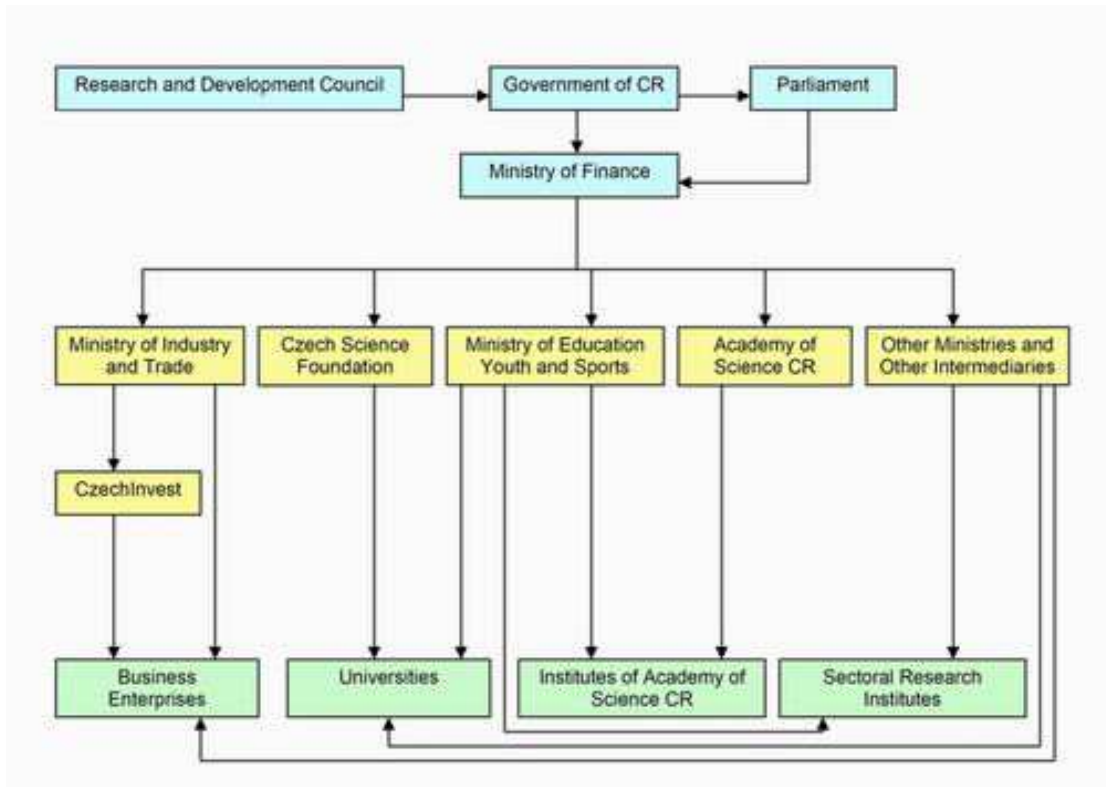 Research and Development Council
Government of CR
Parliament
Ministry of Finance
Ministry of Industry
and Trade
Czech Science
Foundation
Ministry of Education
Youth and Sports
Academy of
Science CR
Other Ministries and
Other Intermediaries
CzechInvest
Business
Enterprises
Universities
Institutes of Academy of
Science CR
Sectoral Research
Institutes